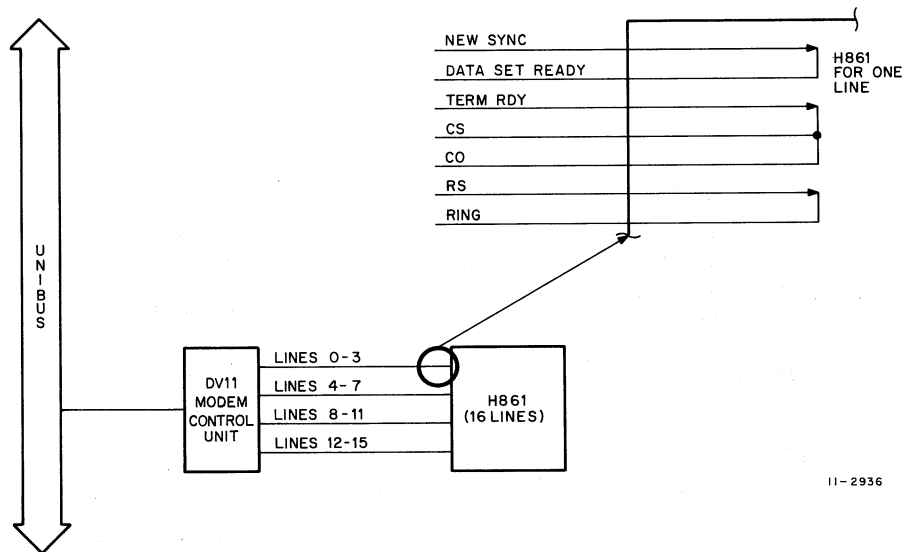 NEW SYNC
DATA SET READY
TERM RDY
CS
CO
RS
RING
H861
FOR ONE
LINE
UNIBUS
DV11
MODEM
CONTROL
UNIT
LINES 0-3
LINES 4-7
LINES 8-11
LINES 12-15
H861
(16 LINES)
11-2936